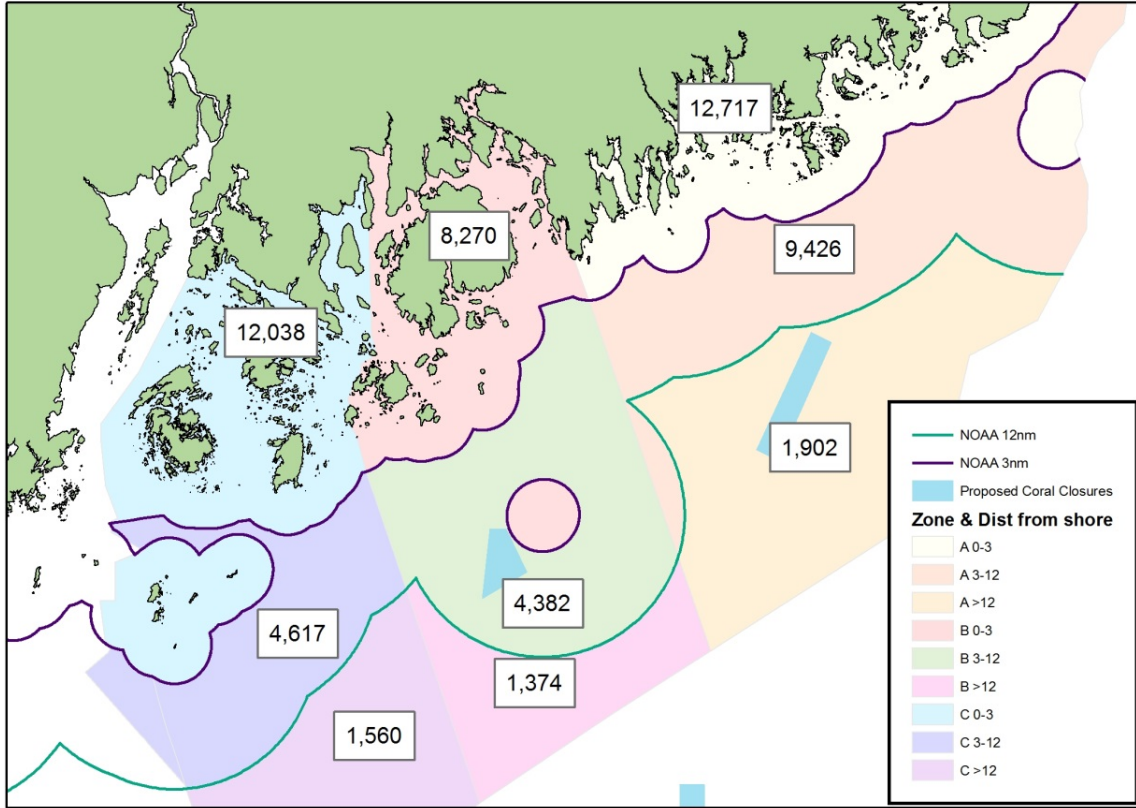 12,717
8,270
9,426
12,038
1,902
4,382
4,617
1,374
1,560
NOAA 12nm
NOAA 3nm
Proposed Coral Closures
Zone & Dist from shore
A 0-3
A 3-12
A >12
B 0-3
B 3-12
B >12
C 0-3
C 3-12
C >12